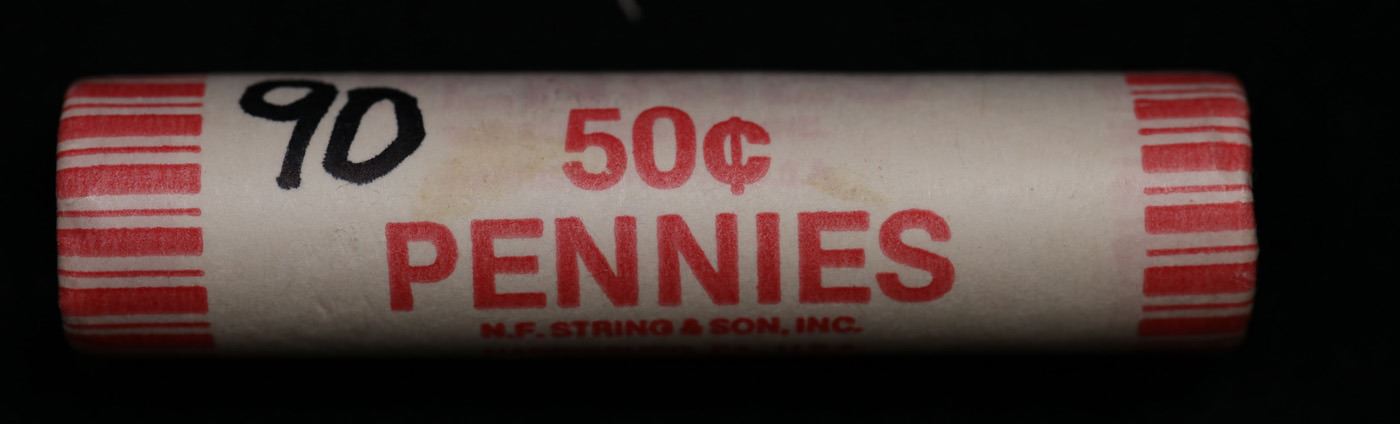 90
50¢
PENNIES
N.F. STRING & SON, INC.